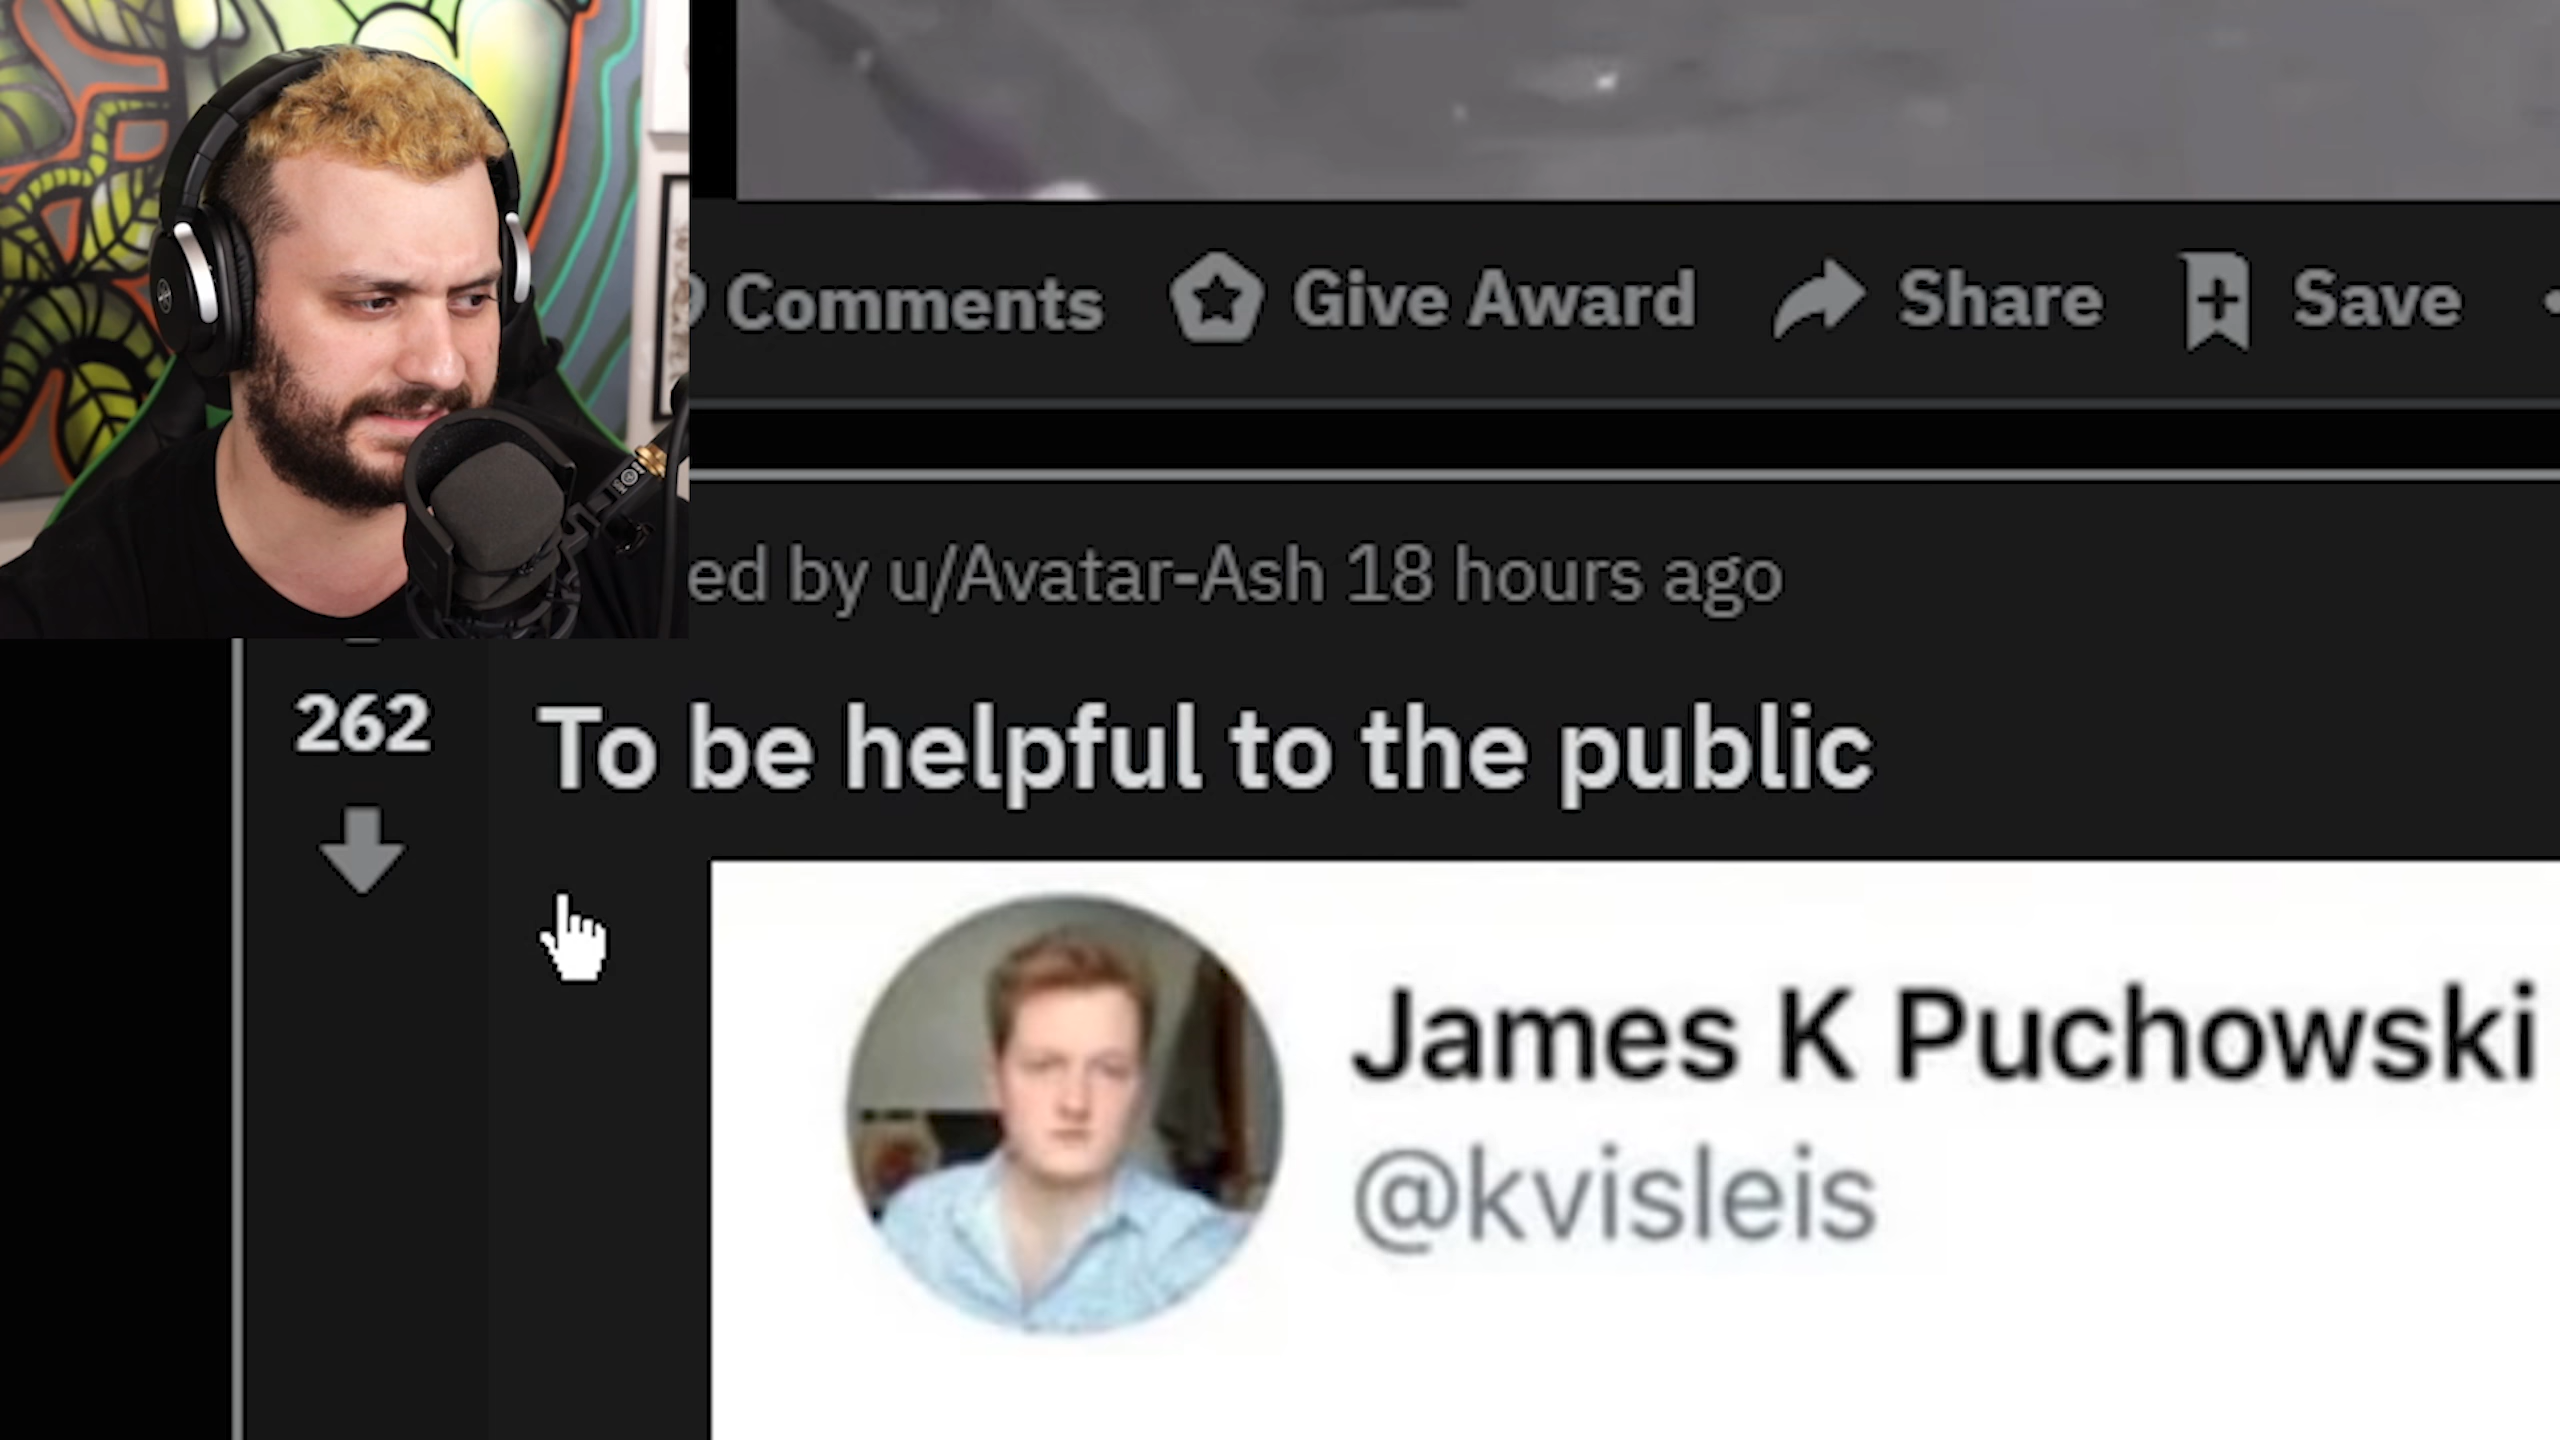 Comments Give Award Share Save
ed by u/Avatar-Ash 18 hours ago
262
To be helpful to the public
James K Puchowski
@kvisleis